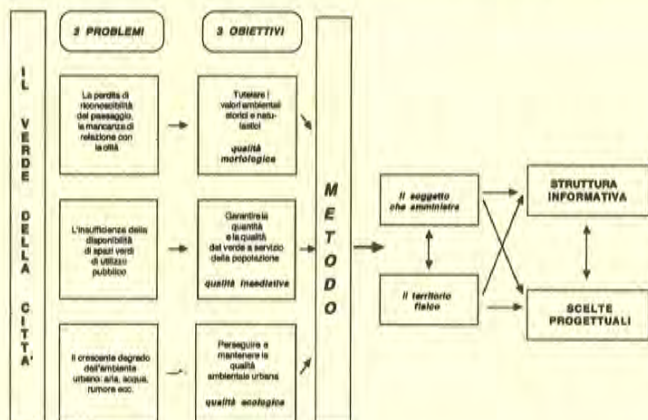 IL VERDE DELLA CITTA'
3 PROBLEMI
3 OBIETTIVI
La perdita di
riconoscibilità
del paesaggio,
la mancanza di
relazione con
la città
Tutelare i
valori ambientali
storici e natu-
ralistici
qualità
morfologica
L'insufficienza della
disponibilità
di spazi verdi
di utilizzo
pubblico
Garantire la
quantità
e la qualità
del verde a servizio
della popolazione
qualità insediativa
Il crescente degrado
dell'ambiente
urbano: aria, acqua,
rumore ecc.
Perseguire e
mantenere la
qualità
ambientale urbana
qualità ecologica
METODO
Il soggetto
che amministra
il territorio
fisico
STRUTTURA
INFORMATIVA
SCELTE
PROGETTUALI